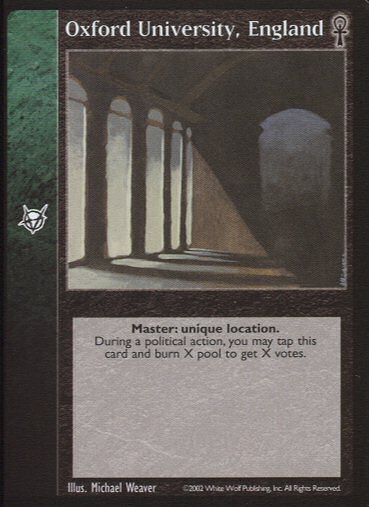 Oxford University, England
Master: unique location.
During a political action, you may tap this
card and burn X pool to get X votes.
Illus. Michael Weaver
©2002 White Wolf Publishing, Inc. All Rights Reserved.